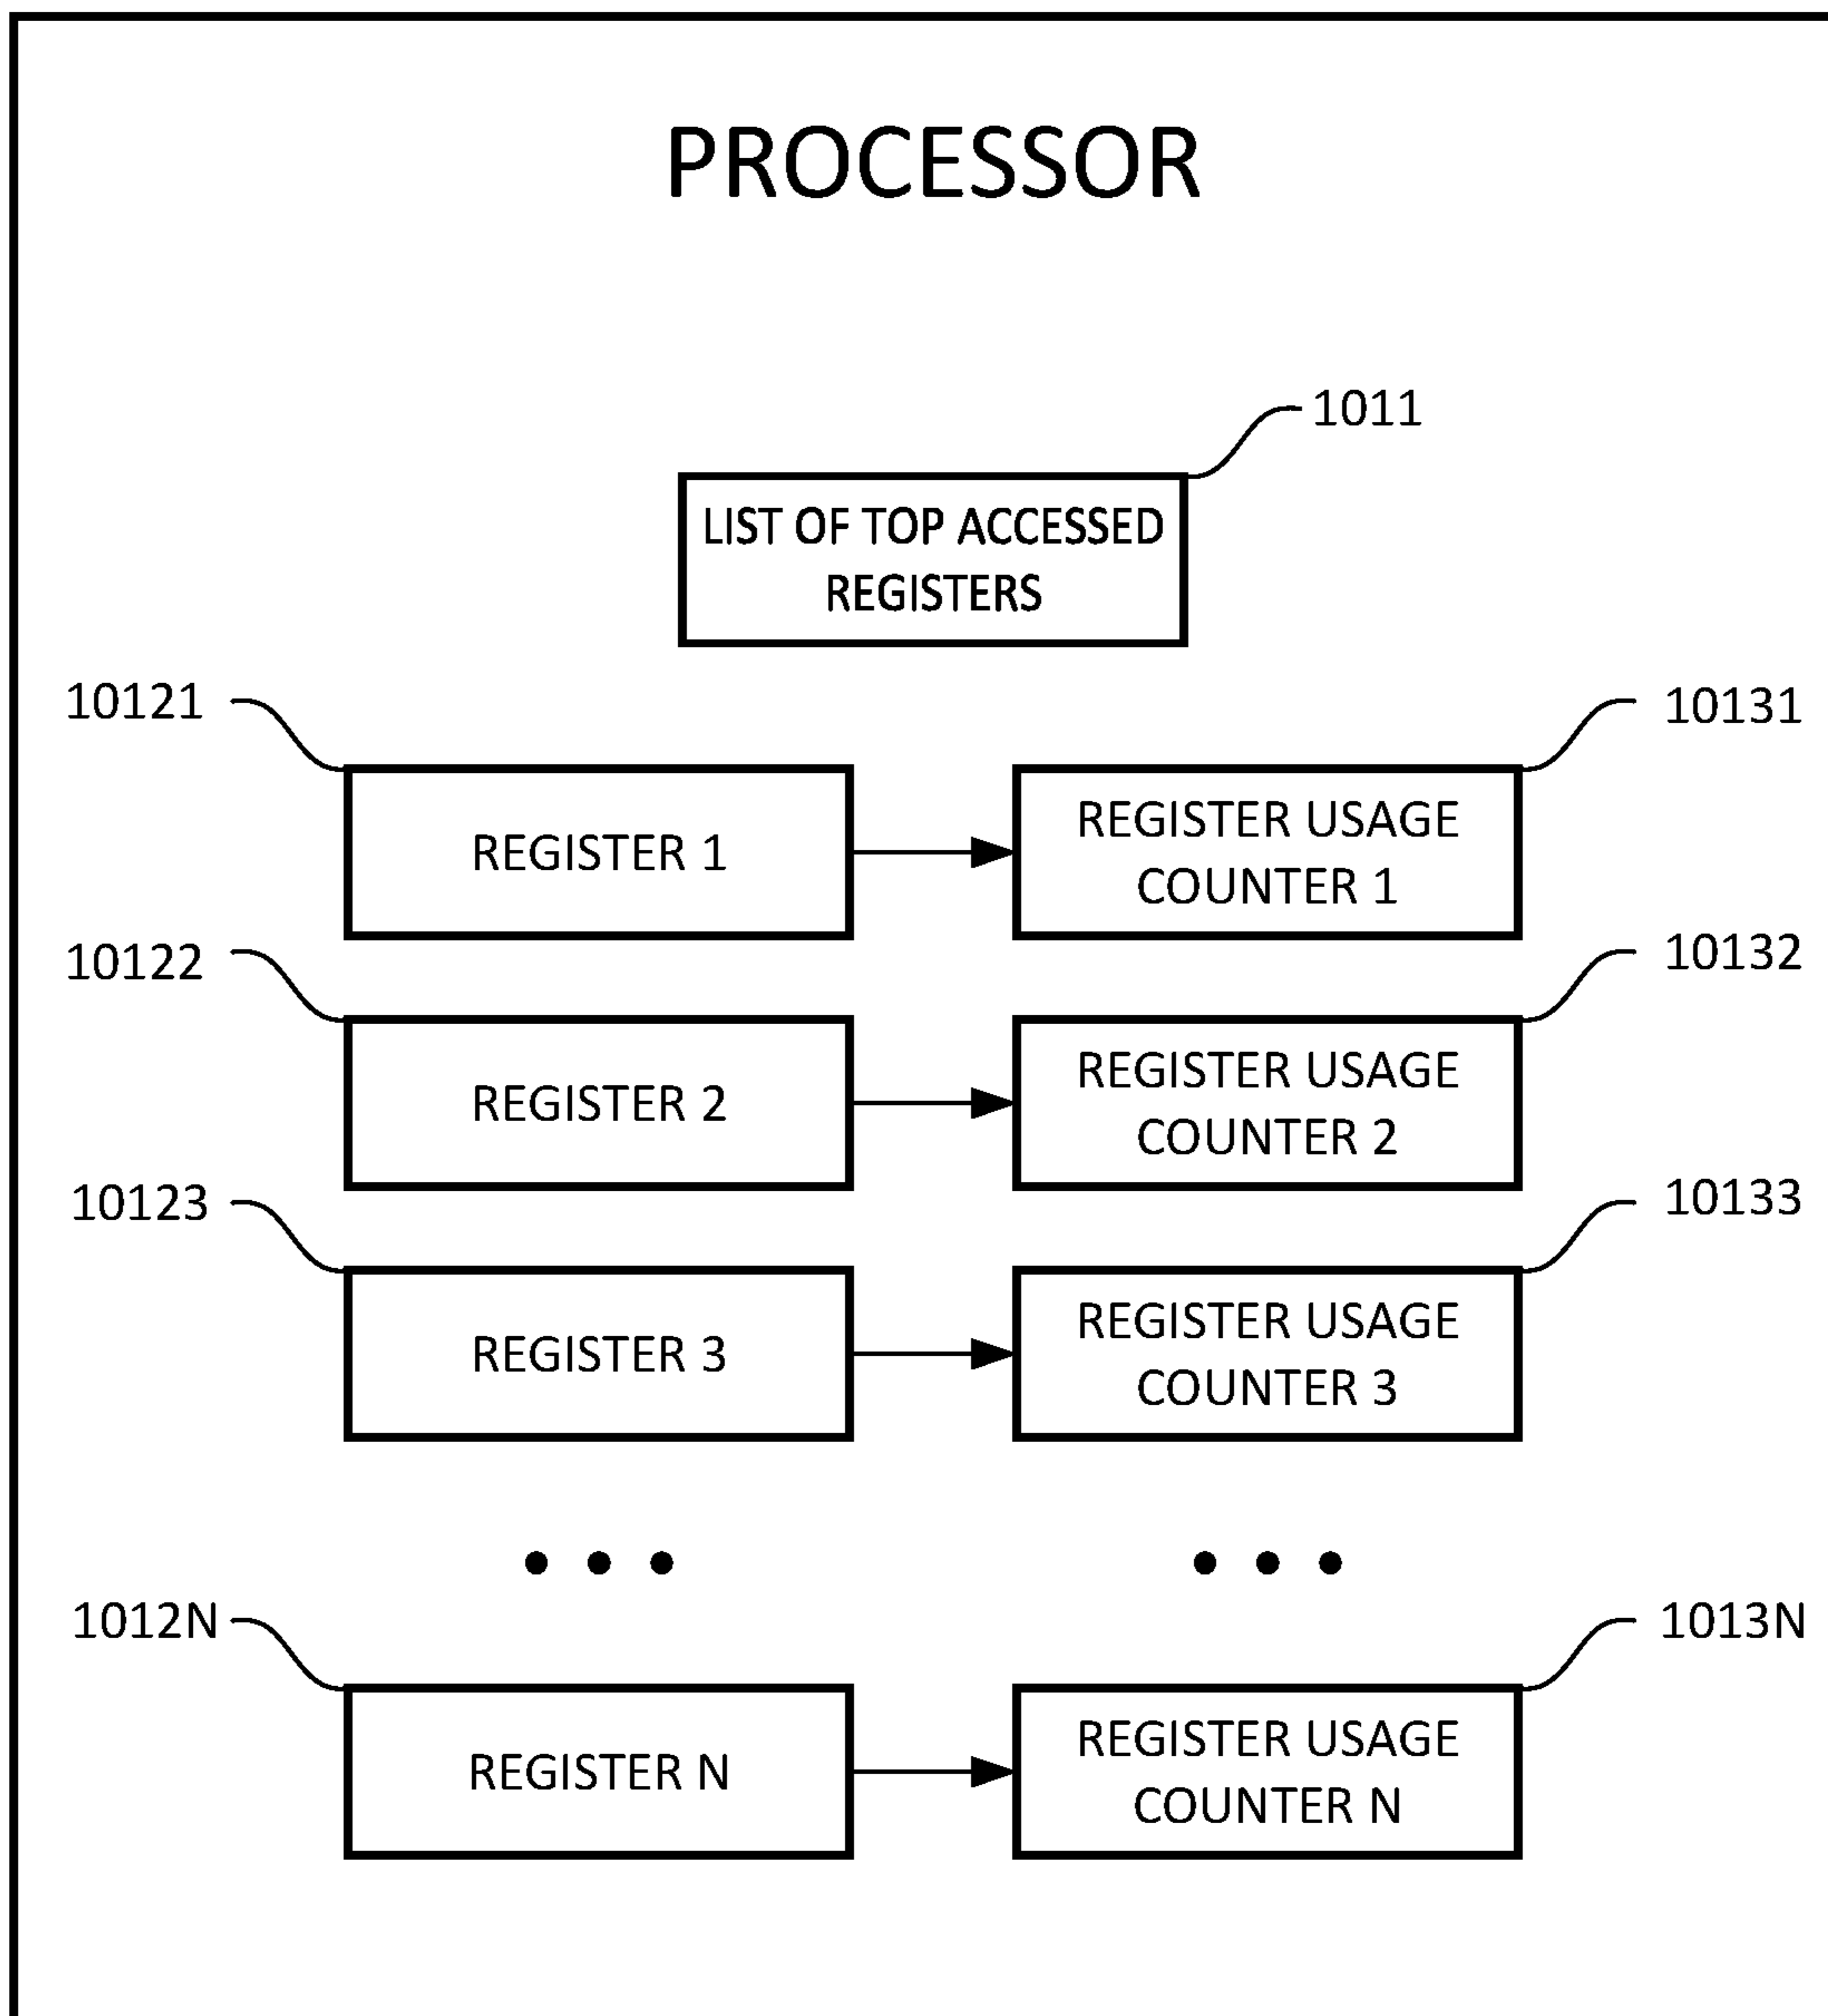 PROCESSOR
1011
LIST OF TOP ACCESSED
REGISTERS
10121
10131
REGISTER 1
REGISTER USAGE
COUNTER 1
10122
10132
REGISTER 2
REGISTER USAGE
COUNTER 2
10123
10133
REGISTER 3
REGISTER USAGE
COUNTER 3
• • •
• • •
1012N
1013N
REGISTER N
REGISTER USAGE
COUNTER N